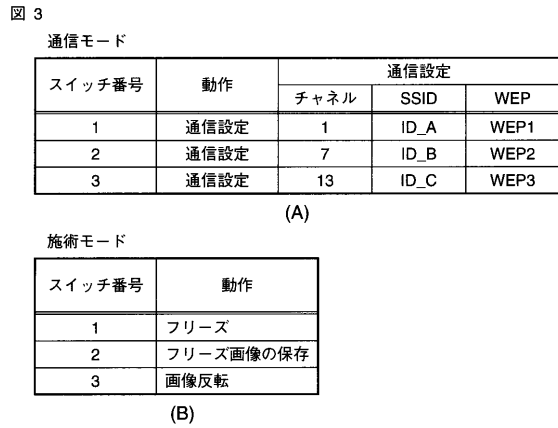 図 3
通信モード
スイッチ番号 動作 通信設定
チャネル SSID WEP
1 通信設定 1 ID_A WEP1
2 通信設定 7 ID_B WEP2
3 通信設定 13 ID_C WEP3
(A)
施術モード
スイッチ番号 動作
1 フリーズ
2 フリーズ画像の保存
3 画像反転
(B)